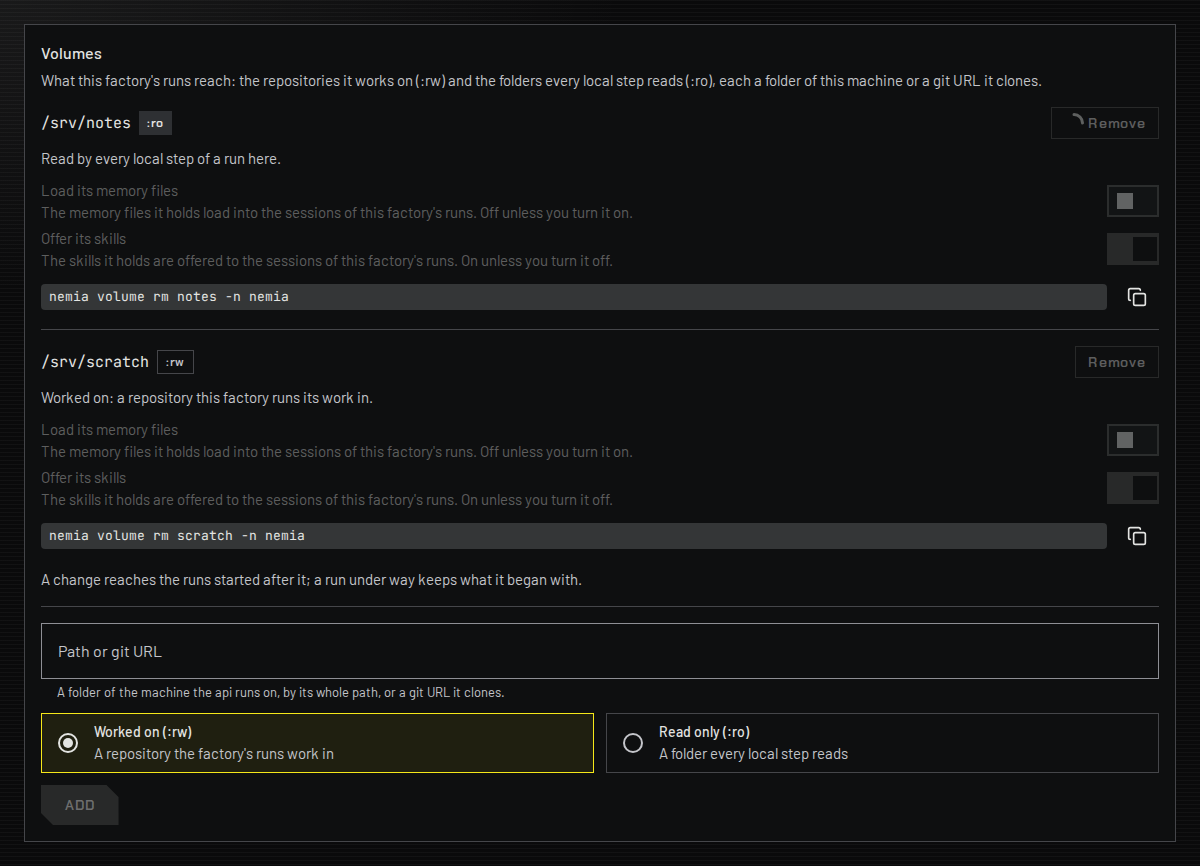 Volumes
What this factory's runs reach: the repositories it works on (:rw) and the folders every local step reads (:ro), each a folder of this machine or a git URL it clones.
/srv/notes :ro Remove
Read by every local step of a run here.
Load its memory files
The memory files it holds load into the sessions of this factory's runs. Off unless you turn it on.
Offer its skills
The skills it holds are offered to the sessions of this factory's runs. On unless you turn it off.
nemia volume rm notes -n nemia
/srv/scratch :rw Remove
Worked on: a repository this factory runs its work in.
Load its memory files
The memory files it holds load into the sessions of this factory's runs. Off unless you turn it on.
Offer its skills
The skills it holds are offered to the sessions of this factory's runs. On unless you turn it off.
nemia volume rm scratch -n nemia
A change reaches the runs started after it; a run under way keeps what it began with.
Path or git URL
A folder of the machine the api runs on, by its whole path, or a git URL it clones.
Worked on (:rw)
A repository the factory's runs work in
Read only (:ro)
A folder every local step reads
ADD